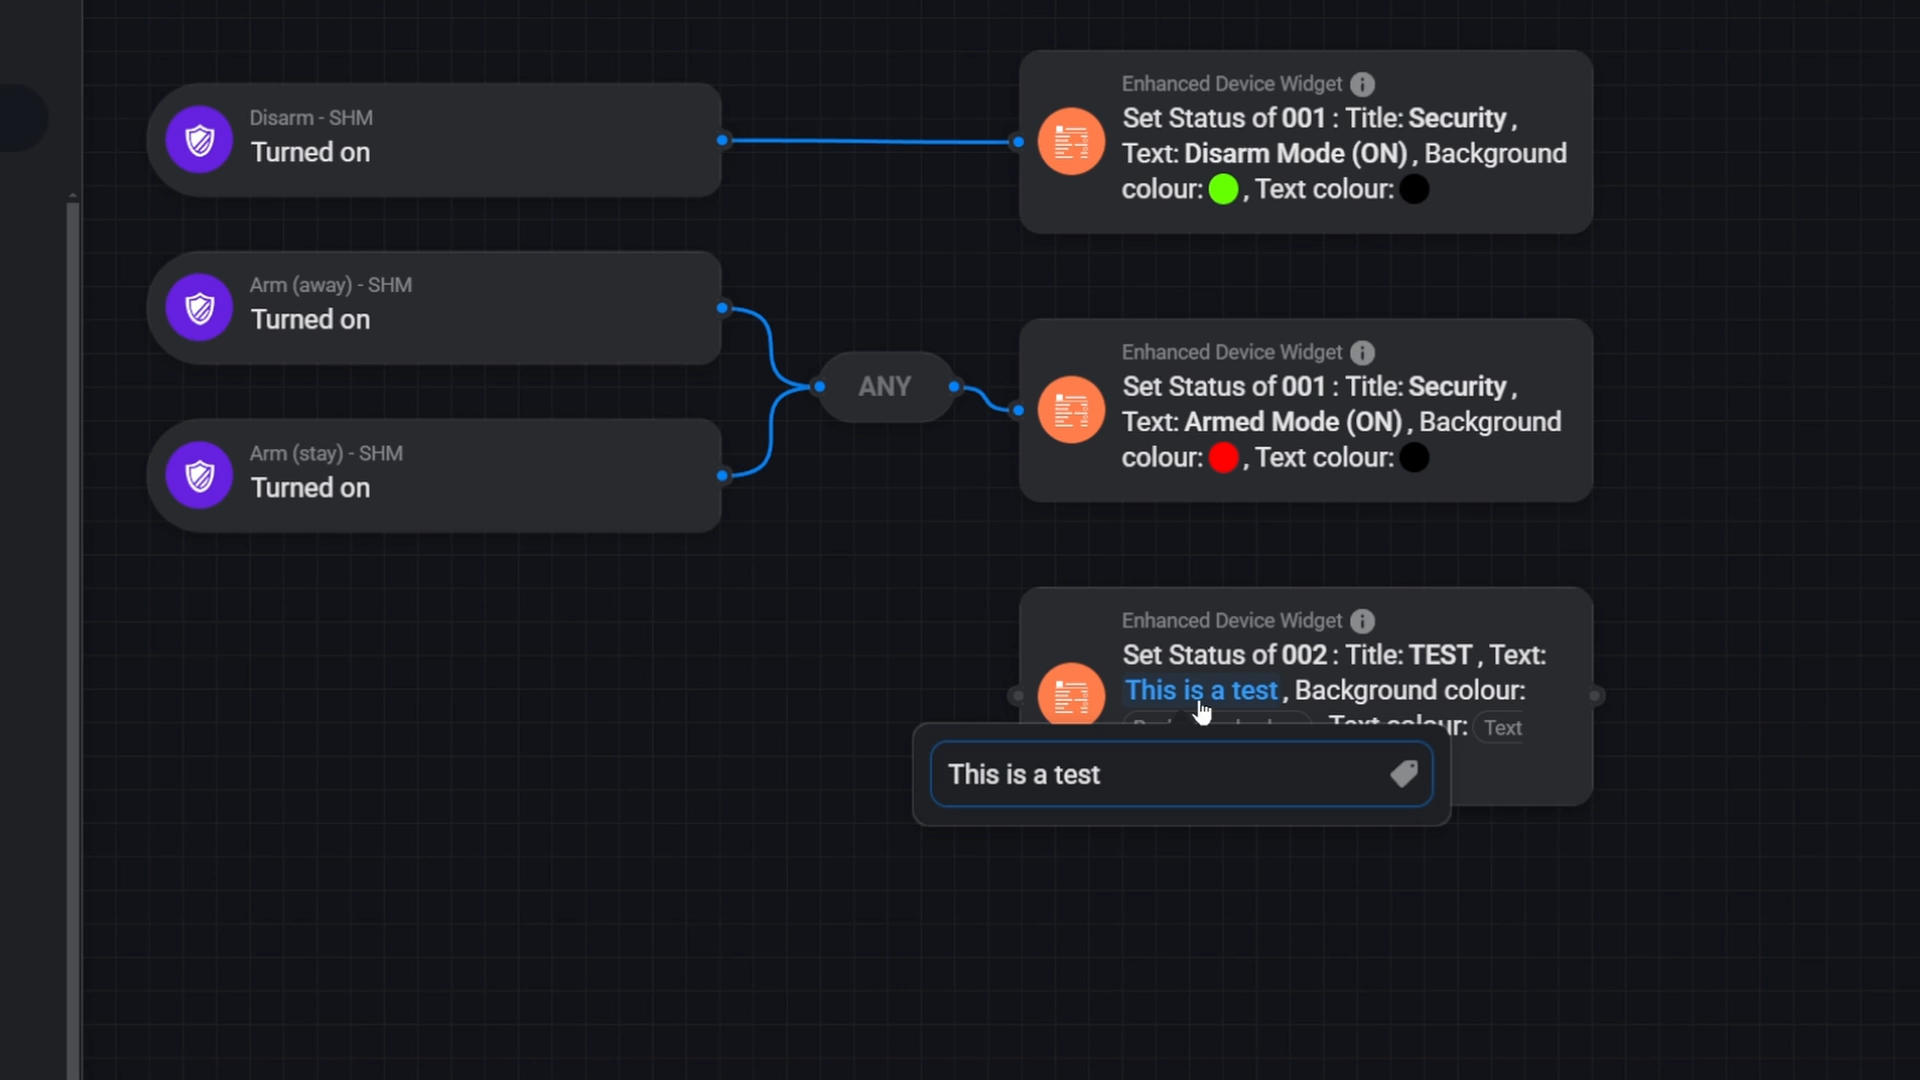 Disarm - SHM
Turned on
Enhanced Device Widget
Set Status of 001 : Title: Security ,
Text: Disarm Mode (ON) , Background
colour: , Text colour:
Arm (away) - SHM
Turned on
Arm (stay) - SHM
Turned on
ANY
Enhanced Device Widget
Set Status of 001 : Title: Security ,
Text: Armed Mode (ON) , Background
colour: , Text colour:
Enhanced Device Widget
Set Status of 002 : Title: TEST , Text:
This is a test , Background colour:
Text colour: Text
This is a test